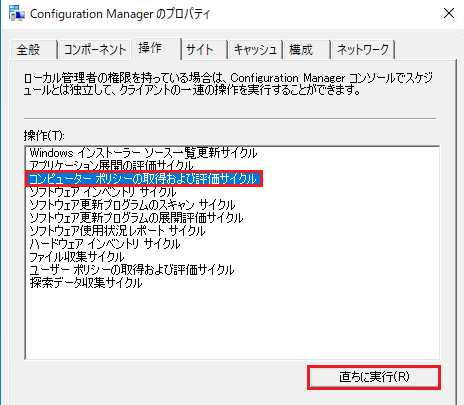 Configuration Manager のプロパティ
全般 コンポーネント 操作 サイト キャッシュ 構成 ネットワーク
ローカル管理者の権限を持っている場合は、Configuration Manager コンソールでスケジ
ュールとは独立して、クライアントの一連の操作を実行することができます。
操作(T):
Windows インストーラー ソース一覧更新サイクル
アプリケーション展開の評価サイクル
コンピューター ポリシーの取得および評価サイクル
ソフトウェア インベントリ サイクル
ソフトウェア更新プログラムのスキャン サイクル
ソフトウェア更新プログラムの展開評価サイクル
ソフトウェア使用状況レポート サイクル
ハードウェア インベントリ サイクル
ファイル収集サイクル
ユーザー ポリシーの取得および評価サイクル
探索データ収集サイクル
直ちに実行(R)